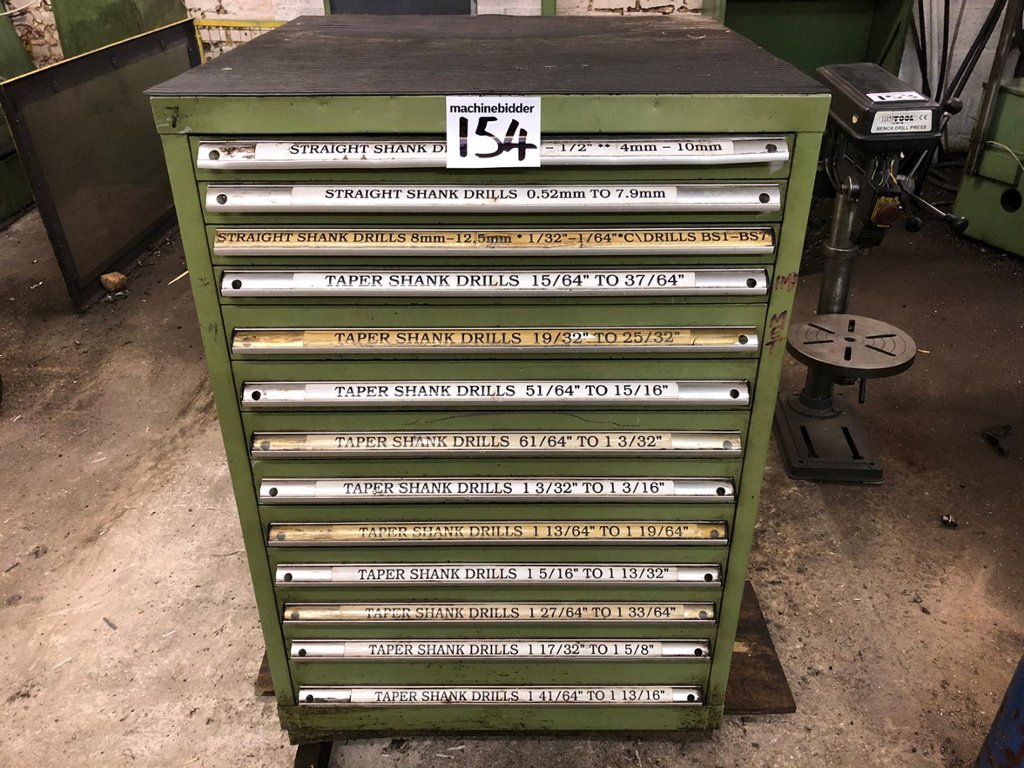 machinebidder
154
STRAIGHT SHANK - 1/2" ** 4mm - 10mm
STRAIGHT SHANK DRILLS 0.52mm TO 7.9mm
STRAIGHT SHANK DRILLS 8mm-12,5mm * 1/32"-1/64"*C\DRILLS BS1-BS7
TAPER SHANK DRILLS 15/64" TO 37/64"
TAPER SHANK DRILLS 19/32" TO 25/32"
TAPER SHANK DRILLS 51/64" TO 15/16"
TAPER SHANK DRILLS 61/64" TO 1 3/32"
TAPER SHANK DRILLS 1 3/32" TO 1 3/16"
TAPER SHANK DRILLS 1 13/64" TO 1 19/64"
TAPER SHANK DRILLS 1 5/16" TO 1 13/32"
TAPER SHANK DRILLS 1 27/64" TO 1 33/64"
TAPER SHANK DRILLS 1 17/32" TO 1 5/8"
TAPER SHANK DRILLS 1 41/64" TO 1 13/16"
CE
BENCH DRILL PRESS